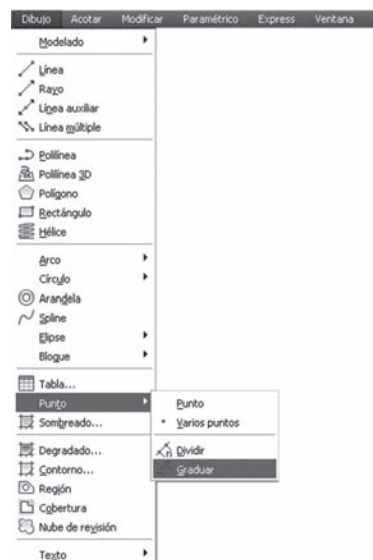 Dibujo Acotar Modificar Paramétrico Express Ventana
Modelado
Línea
Rayo
Línea auxiliar
Línea múltiple
Polilínea
Polilínea 3D
Polígono
Rectángulo
Hélice
Arco
Círculo
Arandela
Spline
Elipse
Bloque
Tabla...
Punto
Sombreado...
Degradado...
Contorno...
Región
Cobertura
Nube de revisión
Texto
Punto
Varios puntos
Dividir
Graduar